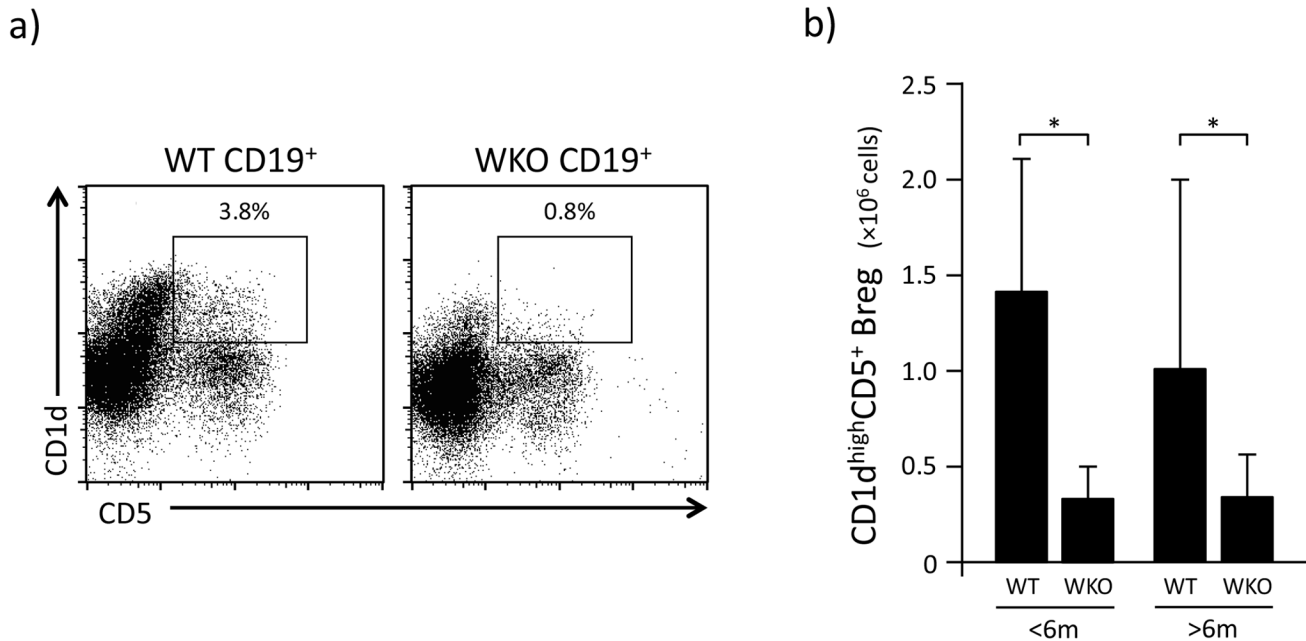 a)
WT CD19⁺
WKO CD19⁺
3.8%
0.8%
CD1d
CD5
b)
CD1dʰⁱᵍʰCD5⁺ Breg (×10⁶ cells)
2.5
2.0
1.5
1.0
0.5
0
*
*
WT
WKO
WT
WKO
<6m
>6m